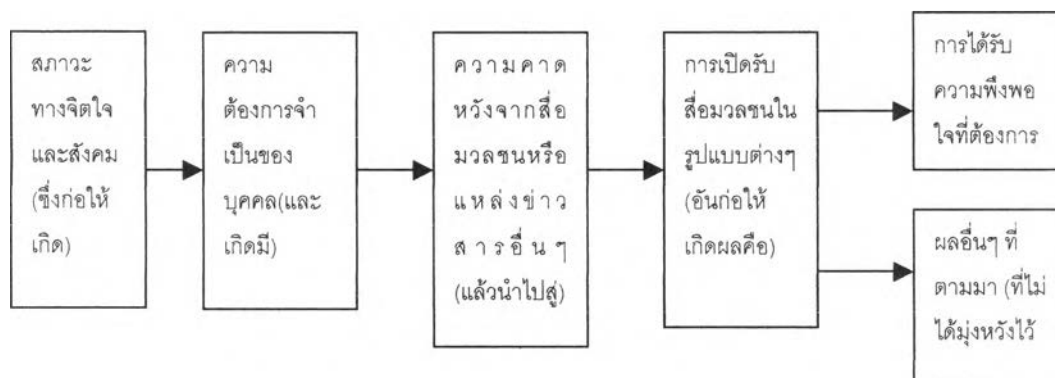 สภาวะ
ทางจิตใจ
และสังคม
(ซึ่งก่อให้
เกิด)
ความ
ต้องการจำ
เป็นของ
บุคคล(และ
เกิดมี)
ความคาด
หวังจากสื่อ
มวลชนหรือ
แหล่งข่าว
สารอื่นๆ
(แล้วนำไปสู่)
การเปิดรับ
สื่อมวลชนใน
รูปแบบต่างๆ
(อันก่อให้
เกิดผลคือ)
การได้รับ
ความพึงพอ
ใจที่ต้องการ
ผลอื่นๆ ที่
ตามมา (ที่ไม่
ได้มุ่งหวังไว้